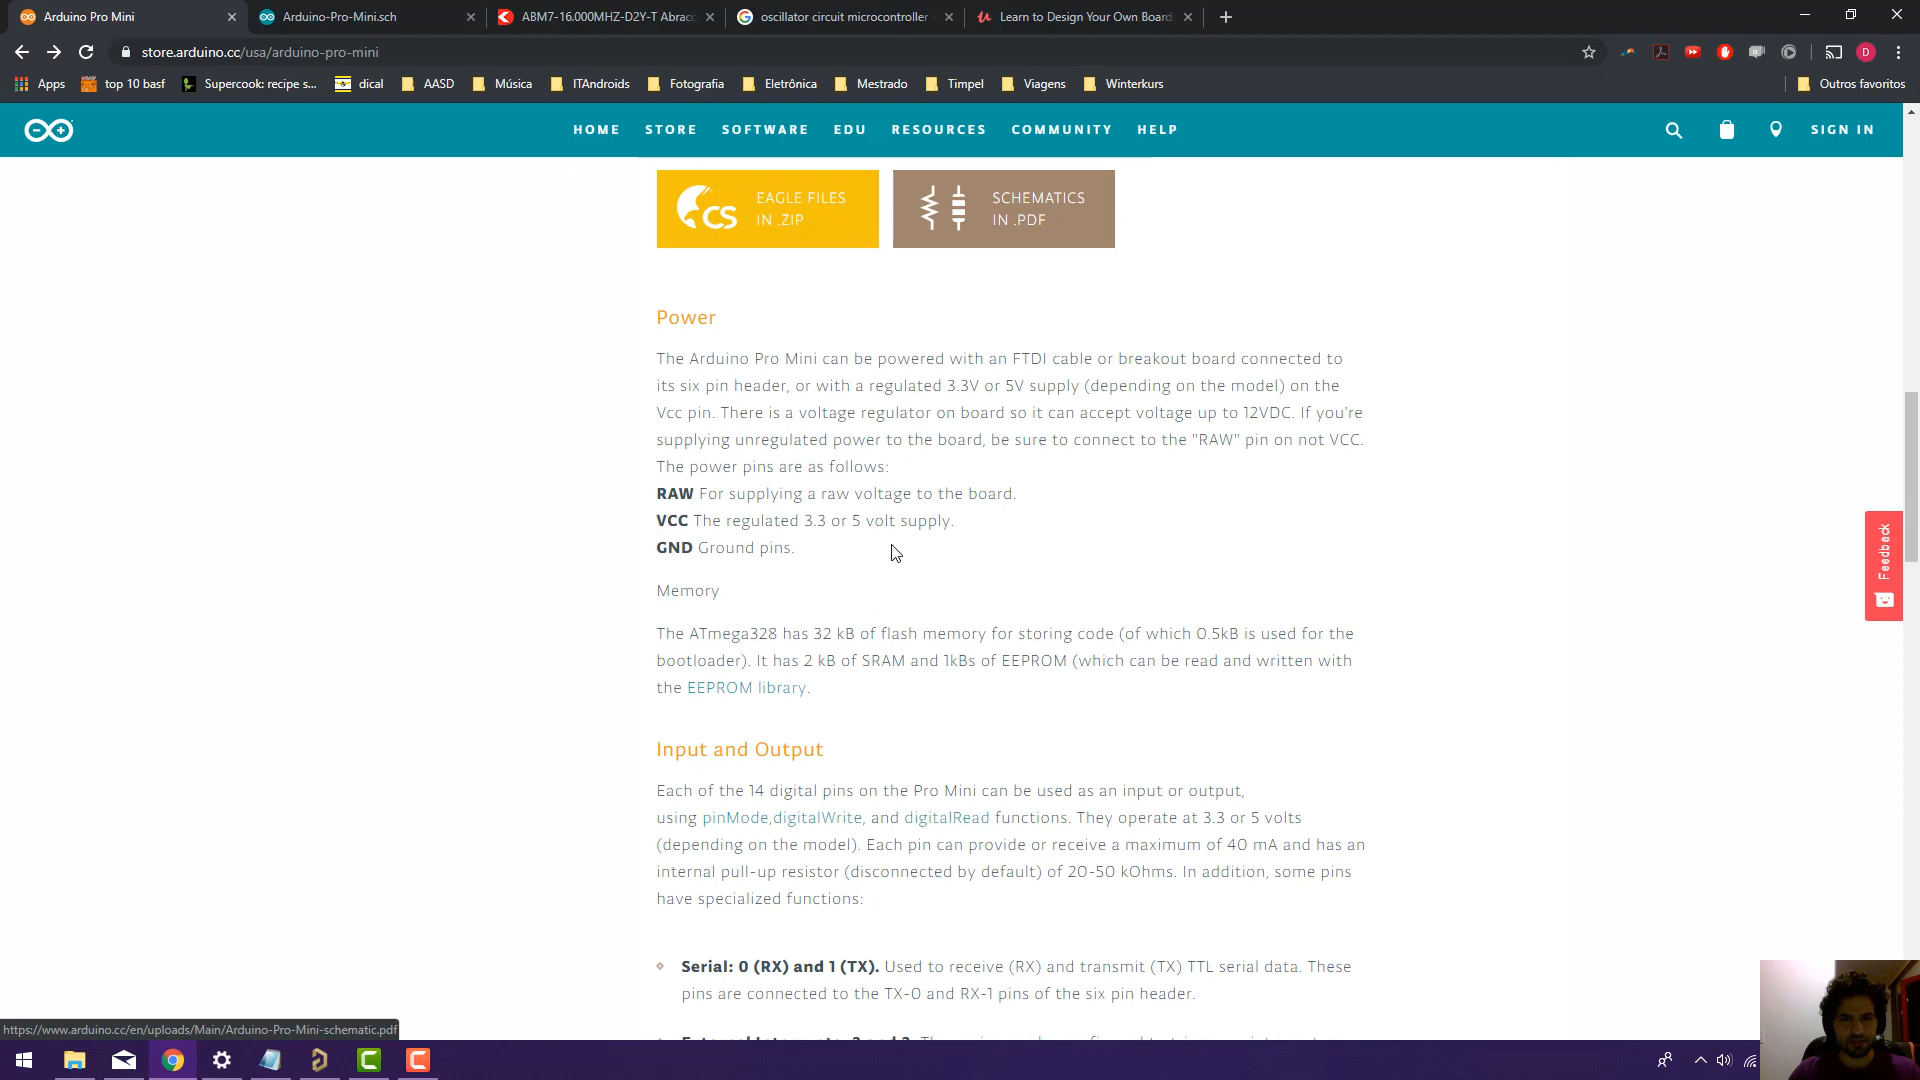 Arduino Pro Mini
Arduino-Pro-Mini.sch
ABM7-16.000MHZ-D2Y-T Abraco
oscillator circuit microcontroller -
Learn to Design Your Own Board
store.arduino.cc/usa/arduino-pro-mini
D
Apps
top 10 basf
Supercook: recipe s...
dical
AASD
Música
ITAndroids
Fotografia
Eletrônica
Mestrado
Timpel
Viagens
Winterkurs
Outros favoritos
HOME STORE SOFTWARE EDU RESOURCES COMMUNITY HELP
SIGN IN
CS
EAGLE FILES
IN .ZIP
SCHEMATICS
IN .PDF
Power
The Arduino Pro Mini can be powered with an FTDI cable or breakout board connected to
its six pin header, or with a regulated 3.3V or 5V supply (depending on the model) on the
Vcc pin. There is a voltage regulator on board so it can accept voltage up to 12VDC. If you're
supplying unregulated power to the board, be sure to connect to the "RAW" pin on not VCC.
The power pins are as follows:
RAW For supplying a raw voltage to the board.
VCC The regulated 3.3 or 5 volt supply.
GND Ground pins.
Feedback
Memory
The ATmega328 has 32 kB of flash memory for storing code (of which 0.5kB is used for the
bootloader). It has 2 kB of SRAM and 1kBs of EEPROM (which can be read and written with
the EEPROM library.
Input and Output
Each of the 14 digital pins on the Pro Mini can be used as an input or output,
using pinMode,digitalWrite, and digitalRead functions. They operate at 3.3 or 5 volts
(depending on the model). Each pin can provide or receive a maximum of 40 mA and has an
internal pull-up resistor (disconnected by default) of 20-50 kOhms. In addition, some pins
have specialized functions:
Serial: 0 (RX) and 1 (TX). Used to receive (RX) and transmit (TX) TTL serial data. These
pins are connected to the TX-0 and RX-1 pins of the six pin header.
https://www.arduino.cc/en/uploads/Main/Arduino-Pro-Mini-schematic.pdf